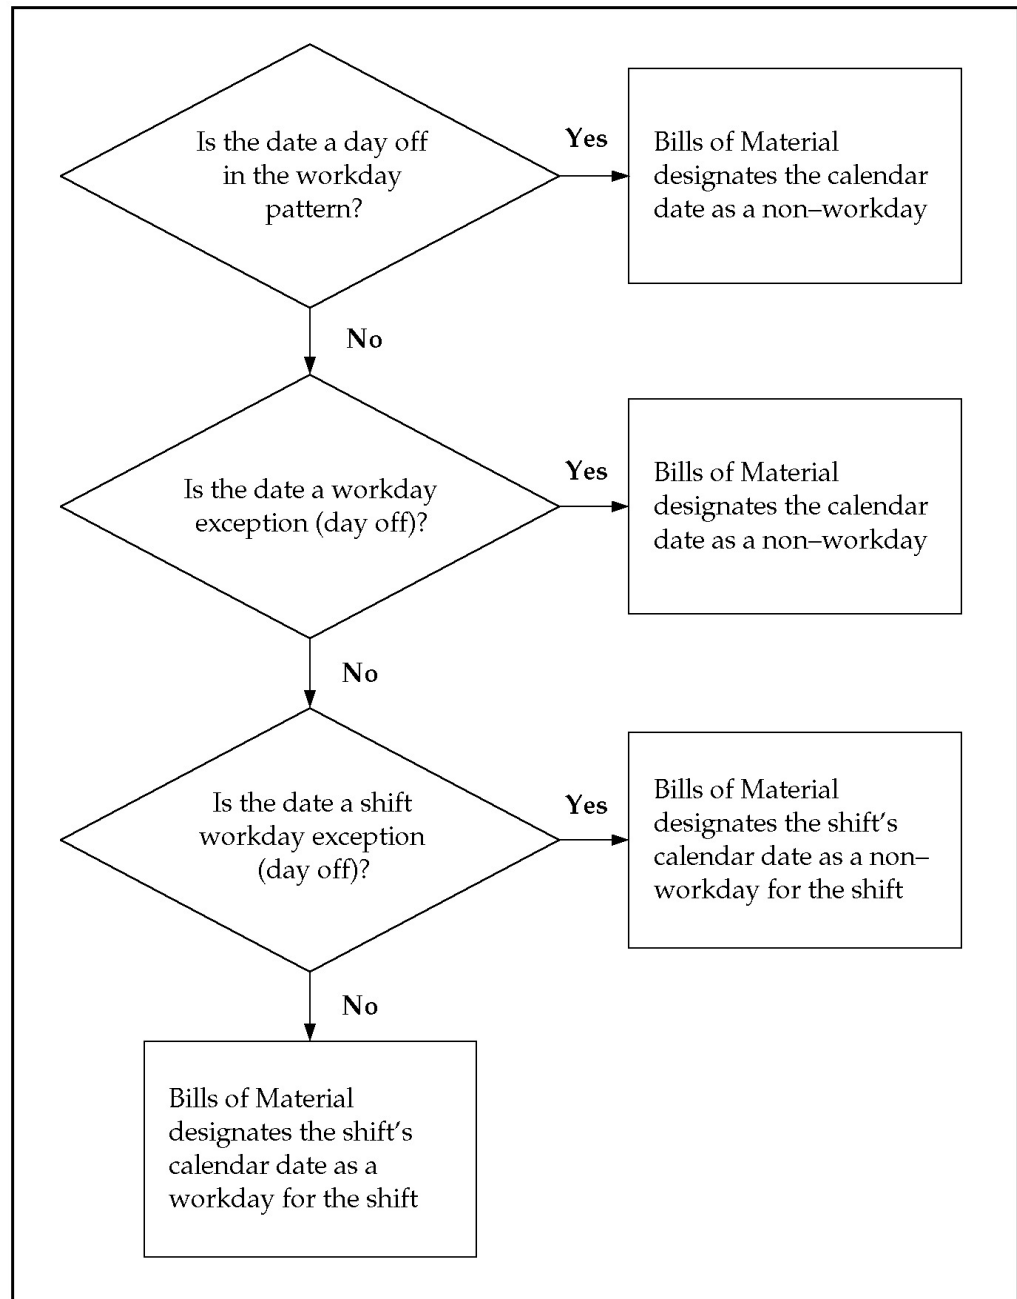 Is the date a day off
in the workday
pattern?
Yes
Bills of Material
designates the calendar
date as a non–workday
No
Is the date a workday
exception (day off)?
Yes
Bills of Material
designates the calendar
date as a non–workday
No
Is the date a shift
workday exception
(day off)?
Yes
Bills of Material
designates the shift’s
calendar date as a non–
workday for the shift
No
Bills of Material
designates the shift’s
calendar date as a
workday for the shift